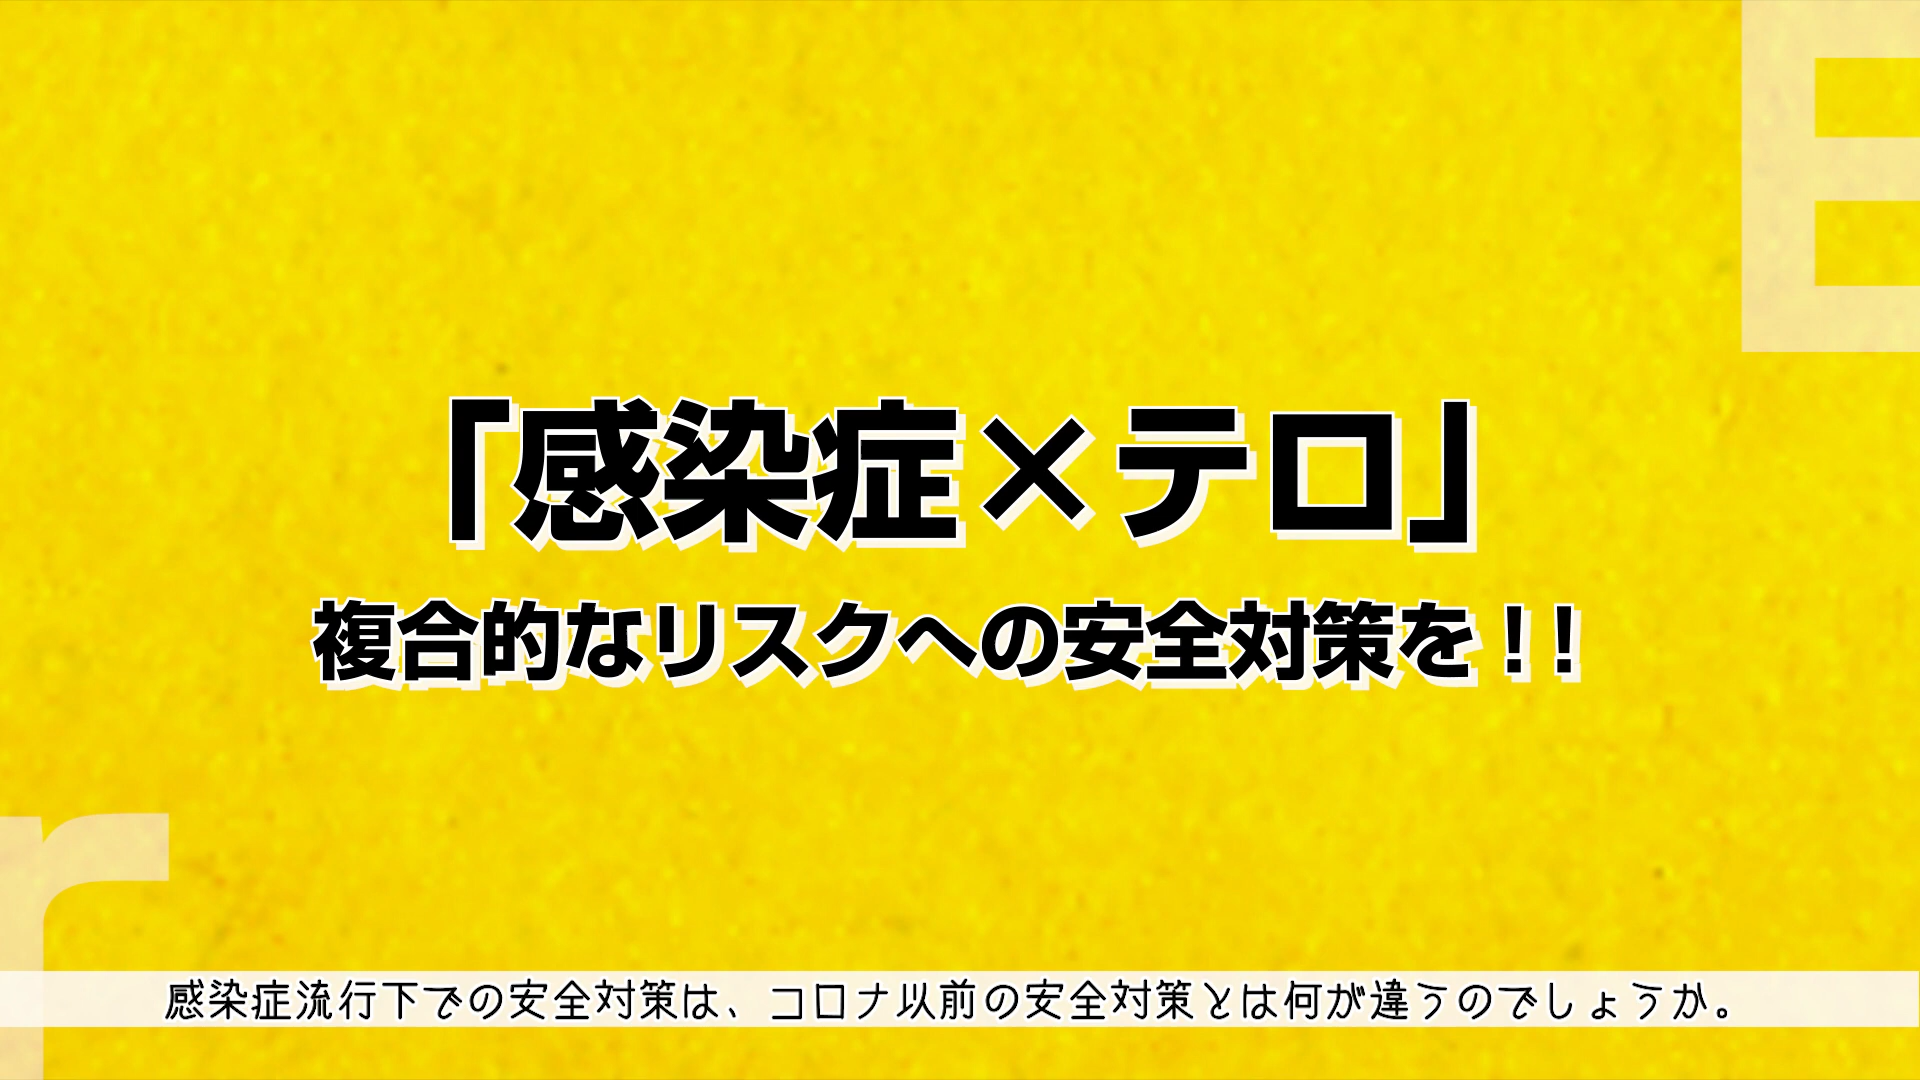 E
「感染症×テロ」
複合的なリスクへの安全対策を!!
r
感染症流行下での安全対策は、コロナ以前の安全対策とは何が違うのでしょうか。